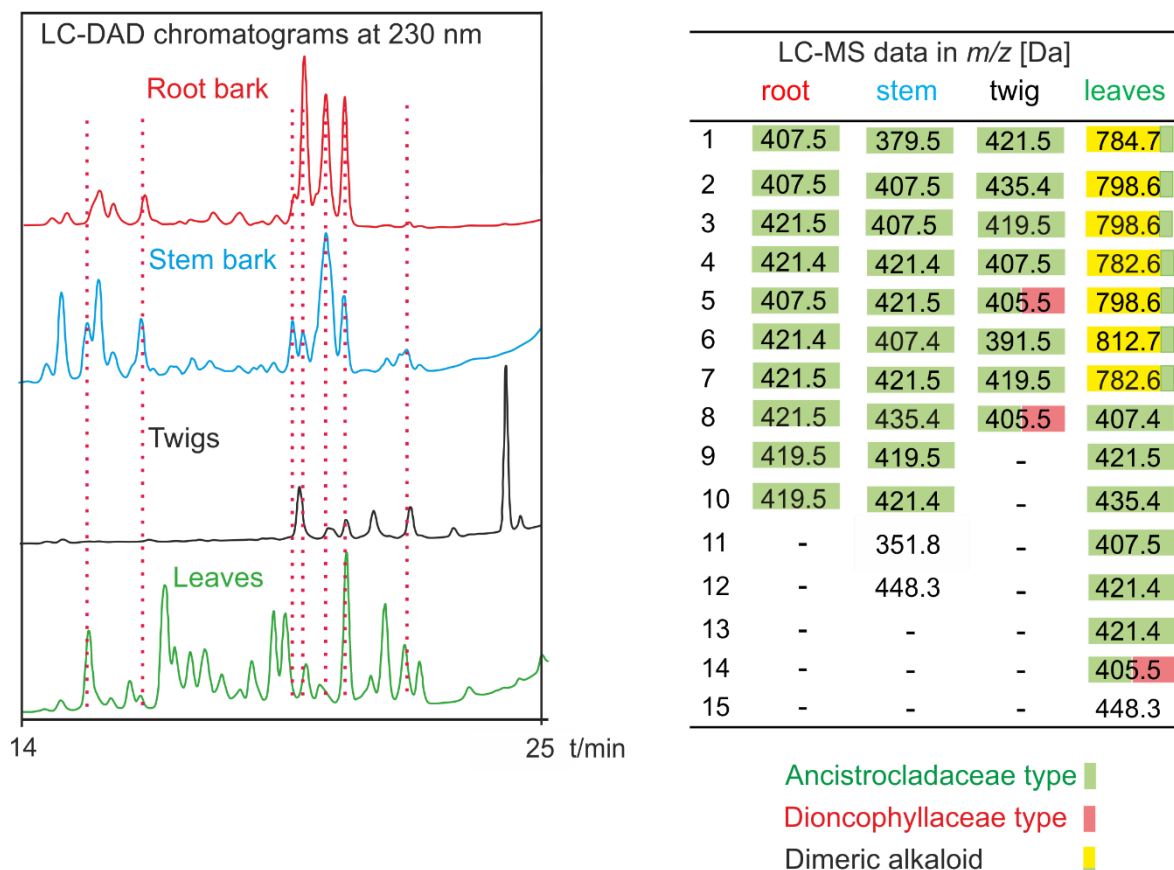 LC-DAD chromatograms at 230 nm
Root bark
Stem bark
Twigs
Leaves
14 25 t/min
LC-MS data in m/z [Da]
root stem twig leaves
1 407.5 379.5 421.5 784.7
2 407.5 407.5 435.4 798.6
3 421.5 407.5 419.5 798.6
4 421.4 421.4 407.5 782.6
5 407.5 421.5 405.5 798.6
6 421.4 407.4 391.5 812.7
7 421.5 421.5 419.5 782.6
8 421.5 435.4 405.5 407.4
9 419.5 419.5 - 421.5
10 419.5 421.4 - 435.4
11 - 351.8 - 407.5
12 - 448.3 - 421.4
13 - - - 421.4
14 - - - 405.5
15 - - - 448.3
Ancistrocladaceae type
Dioncophyllaceae type
Dimeric alkaloid